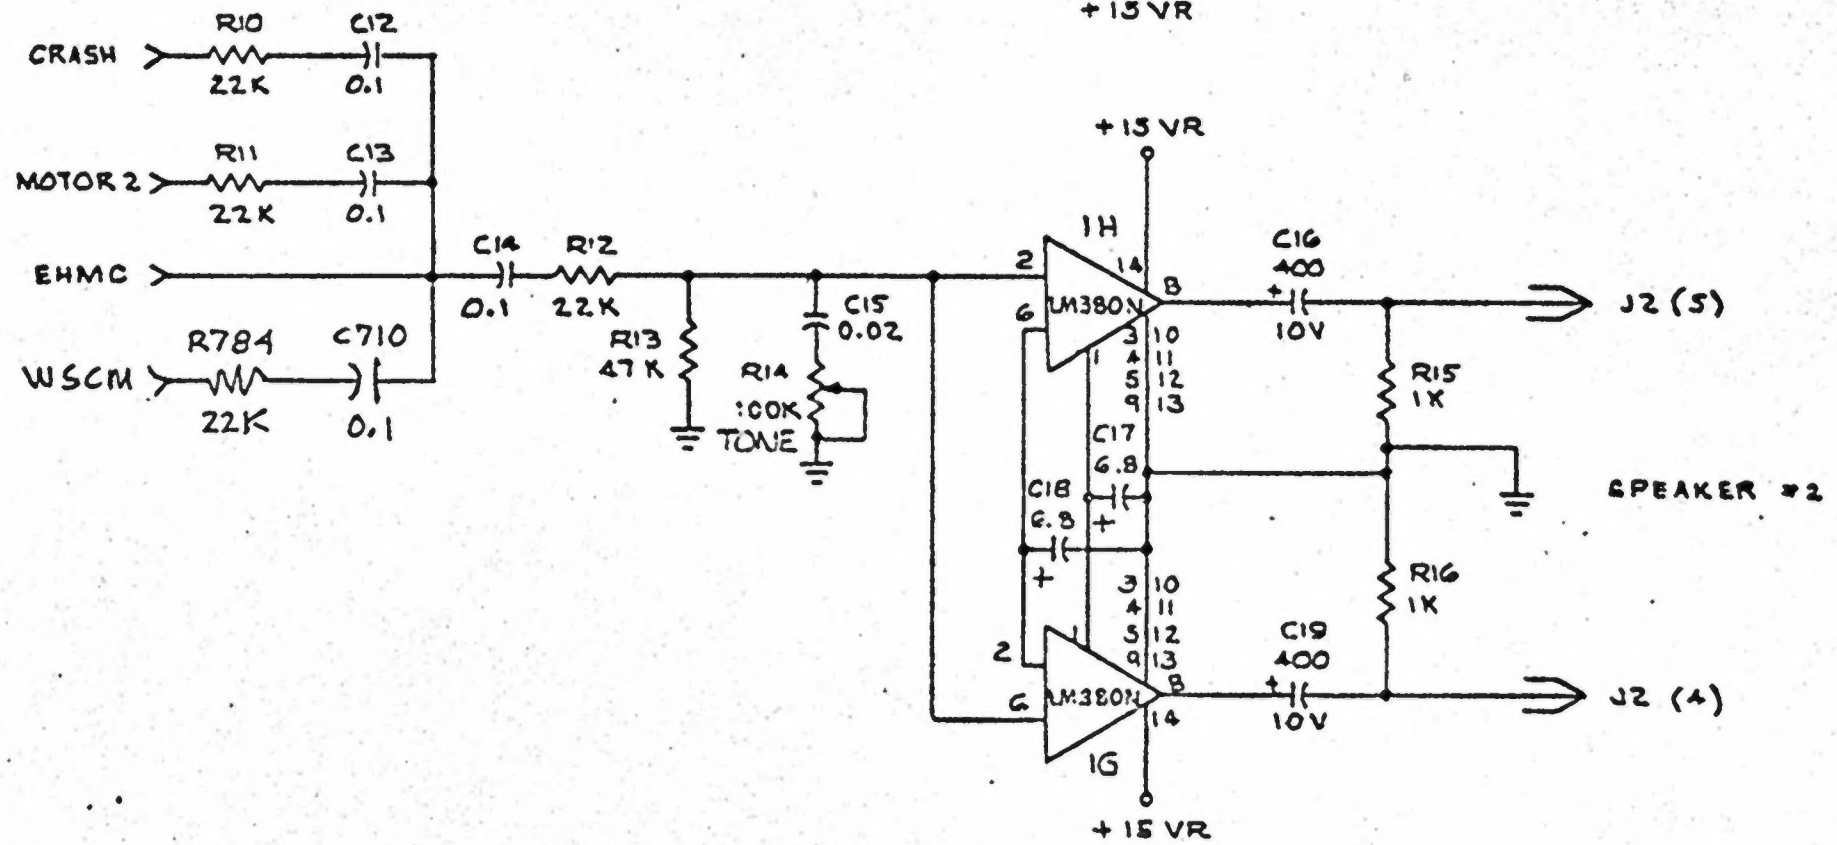 +15 VR
R10
C12
CRASH
22K
0.1
+15 VR
R11
C13
MOTOR 2
22K
0.1
1H
C14
R12
EHMC
2
14
C16
400
8
+
0.1
22K
C15
0.02
6
LM380N
10V
J2 (5)
R784
C710
R13
47K
3 10
1
4 11
WSCM
R14
5 12
R15
1K
22K
0.1
100K
9 13
TONE
C17
6.8
C18
SPEAKER #2
6.8
+
+
3 10
R16
1K
4 11
1
5 12
C19
400
2
9 13
8
+
6
LM380N
14
10V
J2 (4)
1G
+15 VR